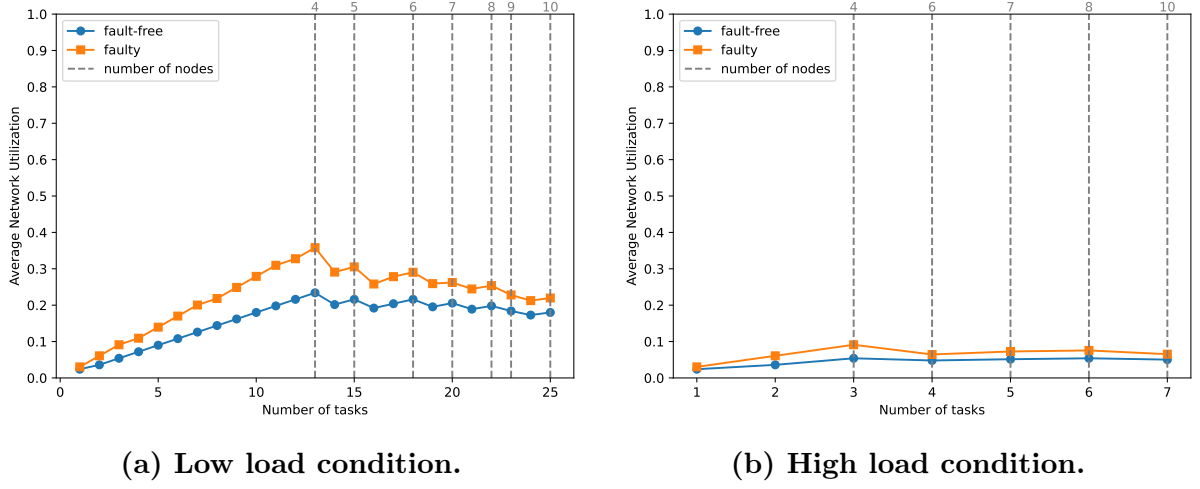 4 5 6 7 8 9 10
1.0
0.9
0.8
0.7
0.6
0.5
0.4
0.3
0.2
0.1
0.0
Average Network Utilization
fault-free
faulty
number of nodes
0 5 10 15 20 25
Number of tasks
(a) Low load condition.
4 6 7 8 10
1.0
0.9
0.8
0.7
0.6
0.5
0.4
0.3
0.2
0.1
0.0
Average Network Utilization
fault-free
faulty
number of nodes
1 2 3 4 5 6 7
Number of tasks
(b) High load condition.